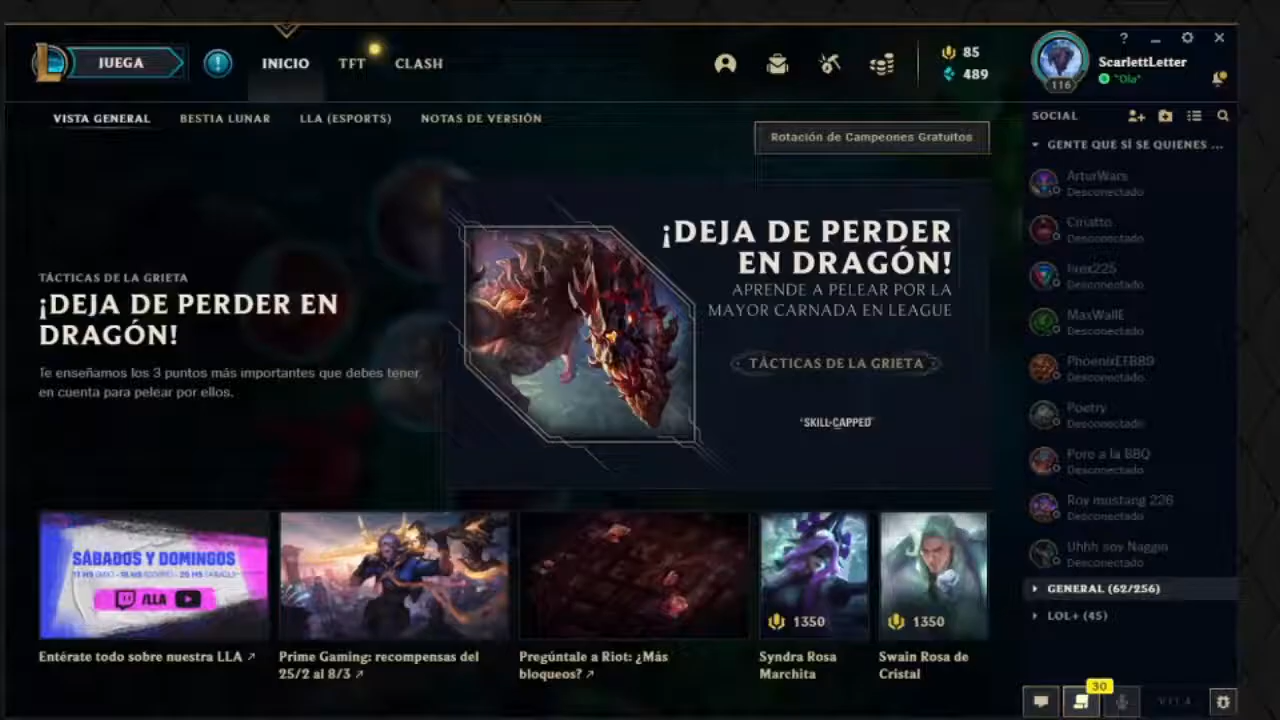 JUEGA
INICIO
TFT
CLASH
85
489
?
116
ScarlettLetter
"Ola"
VISTA GENERAL
BESTIA LUNAR
LLA (ESPORTS)
NOTAS DE VERSIÓN
Rotación de Campeones Gratuitos
SOCIAL
GENTE QUE SÍ SE QUIENES ...
ArturWars
Desconectado
Desconectado
Desconectado
MaxWallE
Desconectado
PhoenixEFB89
Desconectado
Poetry
Desconectado
Poro a la BBQ
Desconectado
Roy mustang 226
Desconectado
Uhhh soy Naggin
Desconectado
GENERAL (62/256)
LOL+ (45)
30
V11.4
TÁCTICAS DE LA GRIETA
¡DEJA DE PERDER EN
DRAGÓN!
Te enseñamos los 3 puntos más importantes que debes tener
en cuenta para pelear por ellos.
¡DEJA DE PERDER
EN DRAGÓN!
APRENDE A PELEAR POR LA
MAYOR CARNADA EN LEAGUE
TÁCTICAS DE LA GRIETA
SKILL-CAPPED
SÁBADOS Y DOMINGOS
/LLA
Entérate todo sobre nuestra LLA
Prime Gaming: recompensas del
25/2 al 8/3
Pregúntale a Riot: ¿Más
bloqueos?
1350
Syndra Rosa
Marchita
1350
Swain Rosa de
Cristal